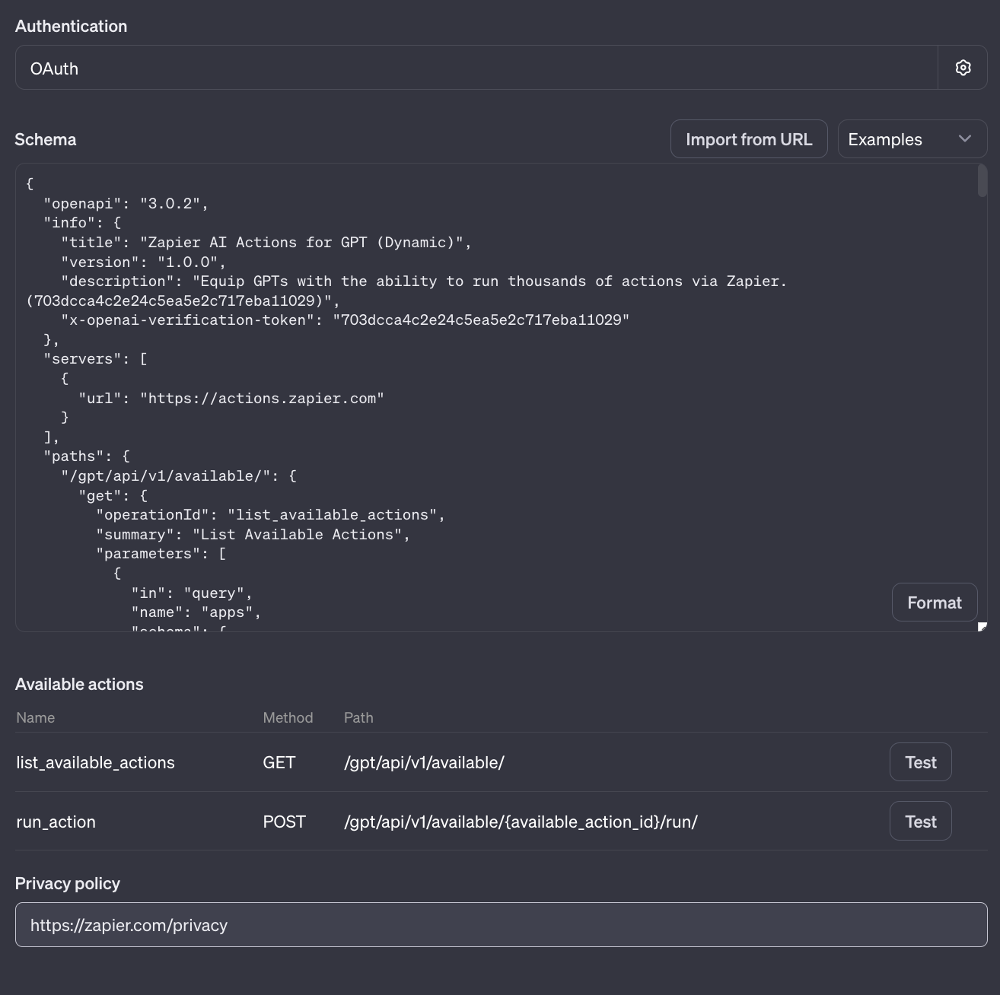 Authentication
OAuth
Schema
Import from URL
Examples
{
"openapi": "3.0.2",
"info": {
"title": "Zapier AI Actions for GPT (Dynamic)",
"version": "1.0.0",
"description": "Equip GPTs with the ability to run thousands of actions via Zapier.
(703dcca4c2e24c5ea5e2c717eba11029)",
"x-openai-verification-token": "703dcca4c2e24c5ea5e2c717eba11029"
},
"servers": [
{
"url": "https://actions.zapier.com"
}
],
"paths": {
"/gpt/api/v1/available/": {
"get": {
"operationId": "list_available_actions",
"summary": "List Available Actions",
"parameters": [
{
"in": "query",
"name": "apps",
"schema": {
Format
Available actions
Name Method Path
list_available_actions GET /gpt/api/v1/available/ Test
run_action POST /gpt/api/v1/available/{available_action_id}/run/ Test
Privacy policy
https://zapier.com/privacy